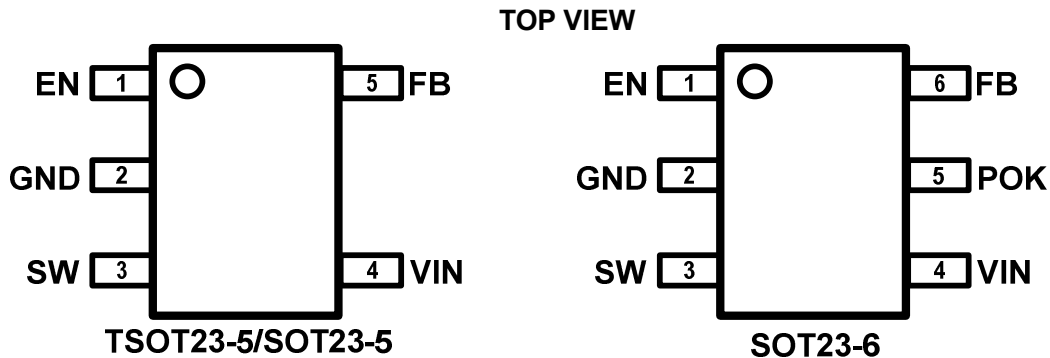 TOP VIEW
EN 1 5 FB
GND 2
SW 3 4 VIN
TSOT23-5/SOT23-5
EN 1 6 FB
GND 2 5 POK
SW 3 4 VIN
SOT23-6